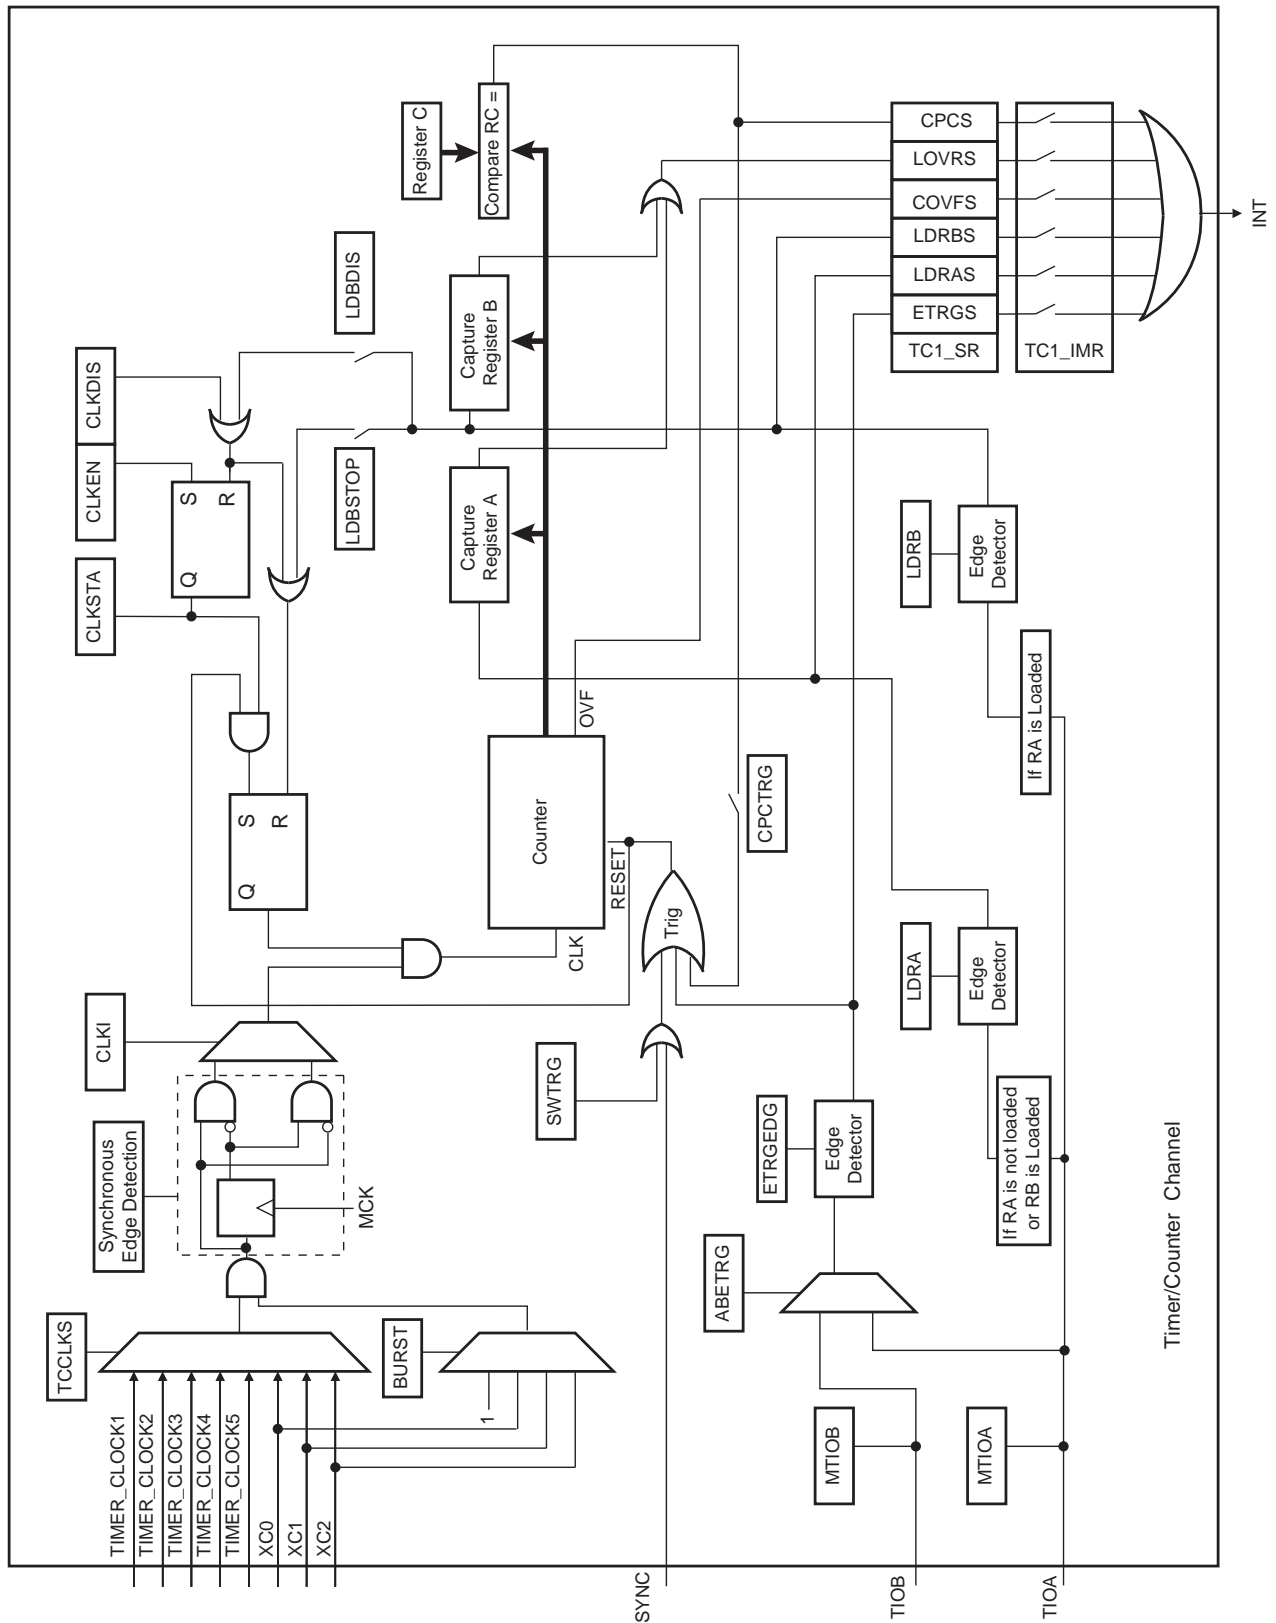 TCCLKS
TIMER_CLOCK1
TIMER_CLOCK2
TIMER_CLOCK3
TIMER_CLOCK4
TIMER_CLOCK5
XC0
XC1
XC2
Synchronous
Edge Detection
CLKI
CLKSTA
CLKEN
CLKDIS
BURST
1
MCK
Q
S
R
Q
S
R
LDBSTOP
LDBDIS
Register C
Capture
Register A
Capture
Register B
Compare RC =
Counter
CLK
OVF
RESET
SYNC
SWTRG
Trig
CPCTRG
ABETRG
ETRGEDG
Edge
Detector
MTIOB
TIOB
MTIOA
TIOA
LDRA
Edge
Detector
If RA is not loaded
or RB is Loaded
LDRB
Edge
Detector
If RA is Loaded
CPCS
LOVRS
COVFS
LDRBS
LDRAS
ETRGS
TC1_SR
TC1_IMR
INT
Timer/Counter Channel